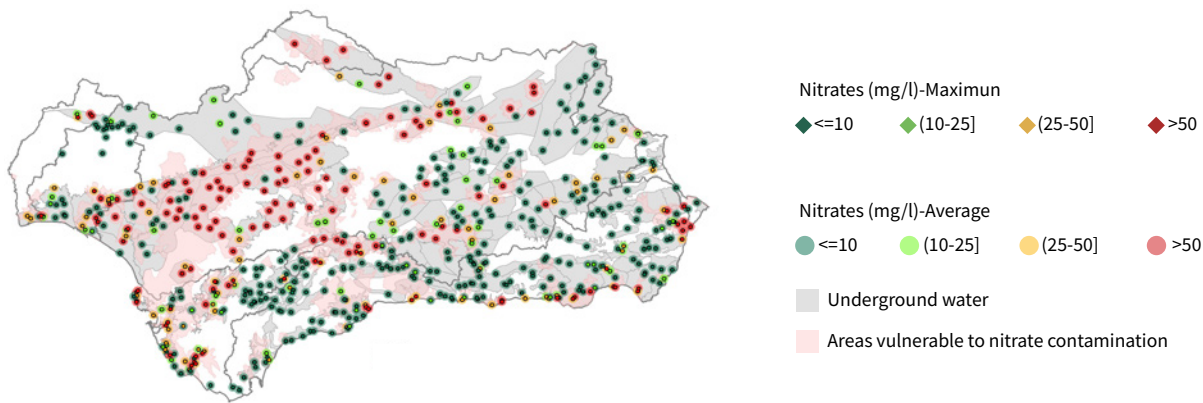 Nitrates (mg/l)-Maximun
<=10 (10-25] (25-50] >50
Nitrates (mg/l)-Average
<=10 (10-25] (25-50] >50
Underground water
Areas vulnerable to nitrate contamination